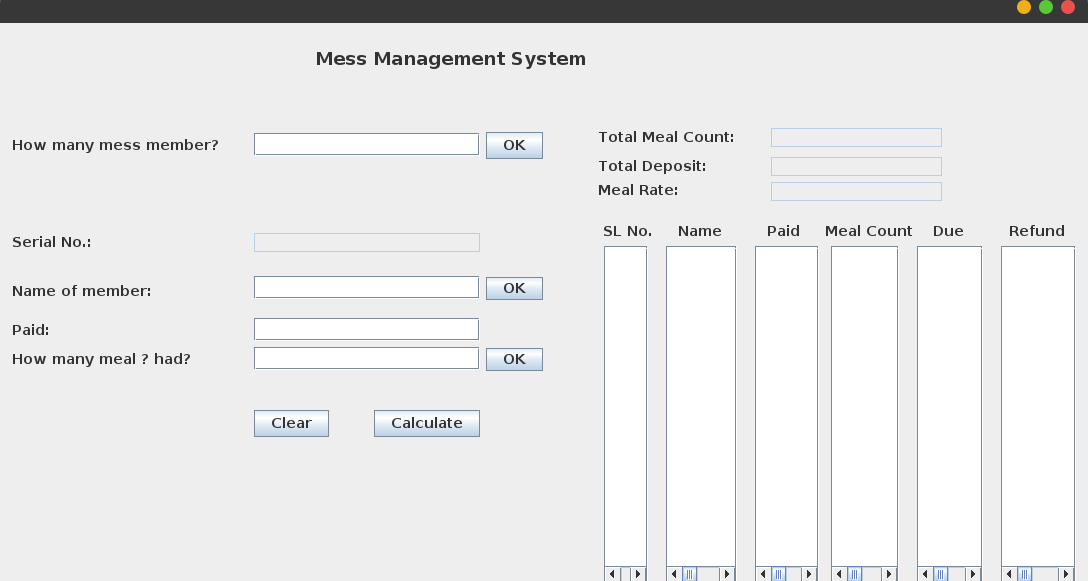 Mess Management System
How many mess member?
OK
Serial No.:
Name of member:
OK
Paid:
How many meal ? had?
OK
Clear
Calculate
Total Meal Count:
Total Deposit:
Meal Rate:
SL No. Name Paid Meal Count Due Refund